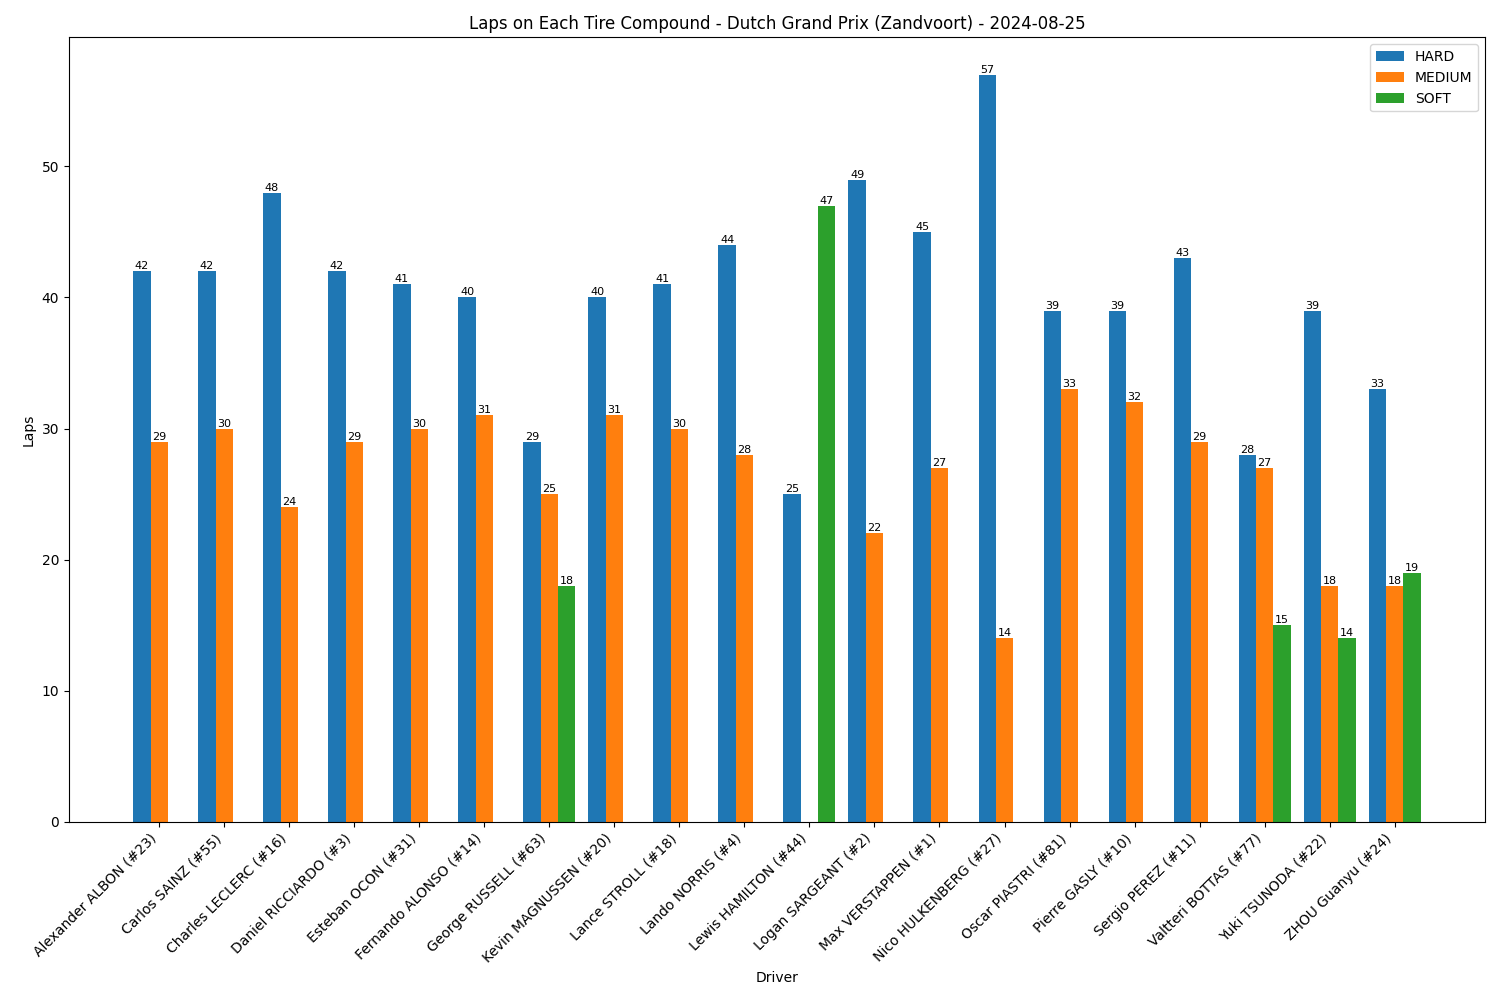 Laps on Each Tire Compound - Dutch Grand Prix (Zandvoort) - 2024-08-25
HARD
MEDIUM
SOFT
Laps
50
40
30
20
10
0
42
29
42
30
48
24
42
29
41
30
40
31
29
25
18
40
31
41
30
44
28
25
47
49
22
45
27
57
14
39
33
39
32
43
29
28
27
15
39
18
14
33
18
19
Alexander ALBON (#23)
Carlos SAINZ (#55)
Charles LECLERC (#16)
Daniel RICCIARDO (#3)
Esteban OCON (#31)
Fernando ALONSO (#14)
George RUSSELL (#63)
Kevin MAGNUSSEN (#20)
Lance STROLL (#18)
Lando NORRIS (#4)
Lewis HAMILTON (#44)
Logan SARGEANT (#2)
Max VERSTAPPEN (#1)
Nico HULKENBERG (#27)
Oscar PIASTRI (#81)
Pierre GASLY (#10)
Sergio PEREZ (#11)
Valtteri BOTTAS (#77)
Yuki TSUNODA (#22)
ZHOU Guanyu (#24)
Driver